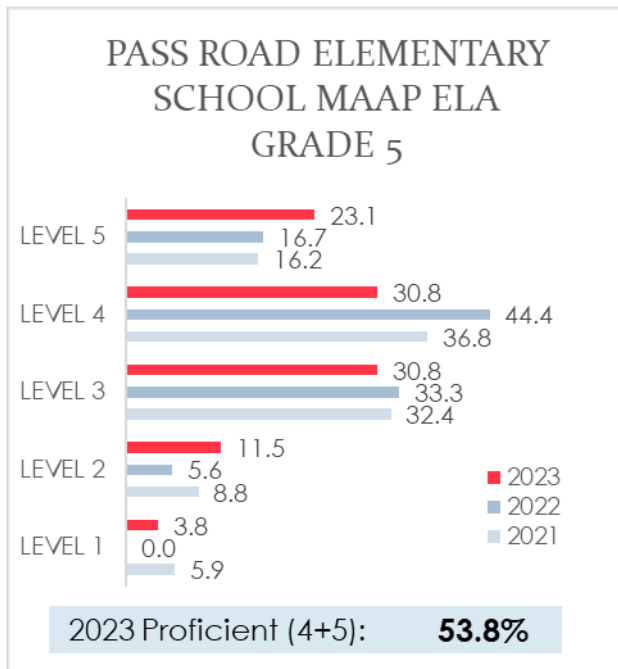 PASS ROAD ELEMENTARY
SCHOOL MAAP ELA
GRADE 5
LEVEL 5
23.1
16.7
16.2
LEVEL 4
30.8
44.4
36.8
LEVEL 3
30.8
33.3
32.4
LEVEL 2
11.5
5.6
8.8
LEVEL 1
3.8
0.0
5.9
2023
2022
2021
2023 Proficient (4+5): 53.8%